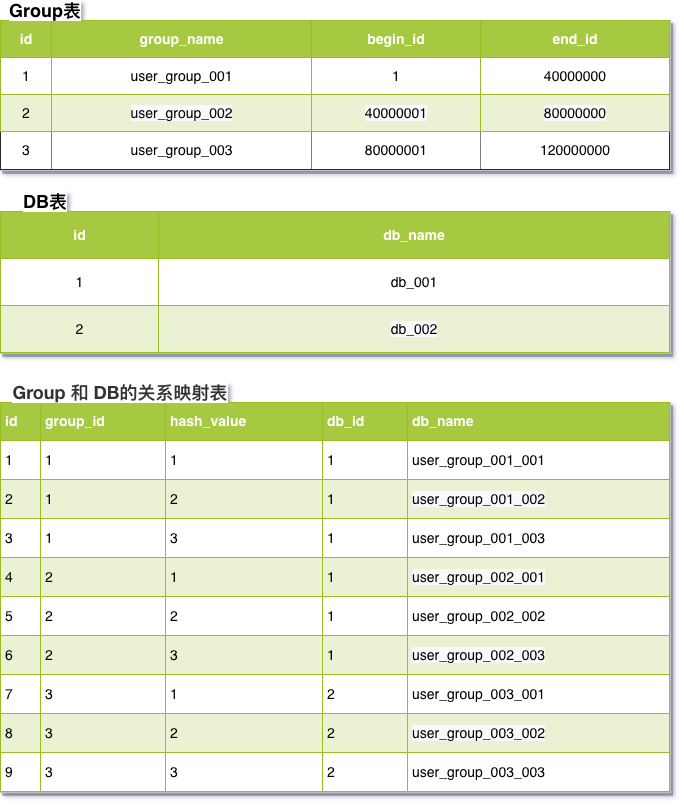 Group表
id group_name begin_id end_id
1 user_group_001 1 40000000
2 user_group_002 40000001 80000000
3 user_group_003 80000001 120000000
DB表
id db_name
1 db_001
2 db_002
Group 和 DB的关系映射表
id group_id hash_value db_id db_name
1 1 1 1 user_group_001_001
2 1 2 1 user_group_001_002
3 1 3 1 user_group_001_003
4 2 1 1 user_group_002_001
5 2 2 1 user_group_002_002
6 2 3 1 user_group_002_003
7 3 1 2 user_group_003_001
8 3 2 2 user_group_003_002
9 3 3 2 user_group_003_003